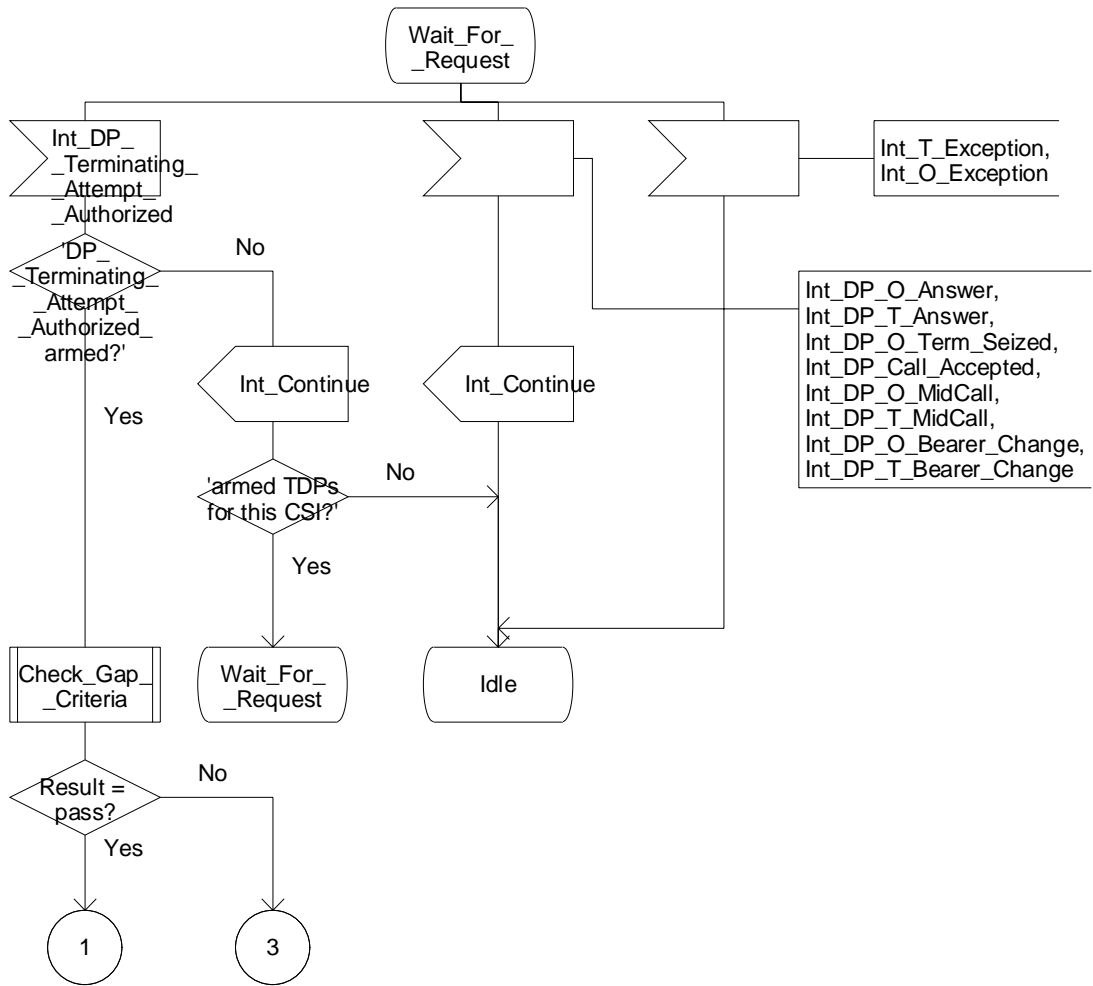 Wait_For_
_Request
Int_DP_
_Terminating_
_Attempt_
_Authorized
Int_T_Exception,
Int_O_Exception
'DP_
_Terminating_
_Attempt_
_Authorized_
armed?'
No
Int_DP_O_Answer,
Int_DP_T_Answer,
Int_DP_O_Term_Seized,
Int_DP_Call_Accepted,
Int_DP_O_MidCall,
Int_DP_T_MidCall,
Int_DP_O_Bearer_Change,
Int_DP_T_Bearer_Change
Int_Continue
Int_Continue
Yes
'armed TDPs
for this CSI?'
No
Yes
Check_Gap_
_Criteria
Wait_For_
_Request
Idle
Result =
pass?
No
Yes
1
3